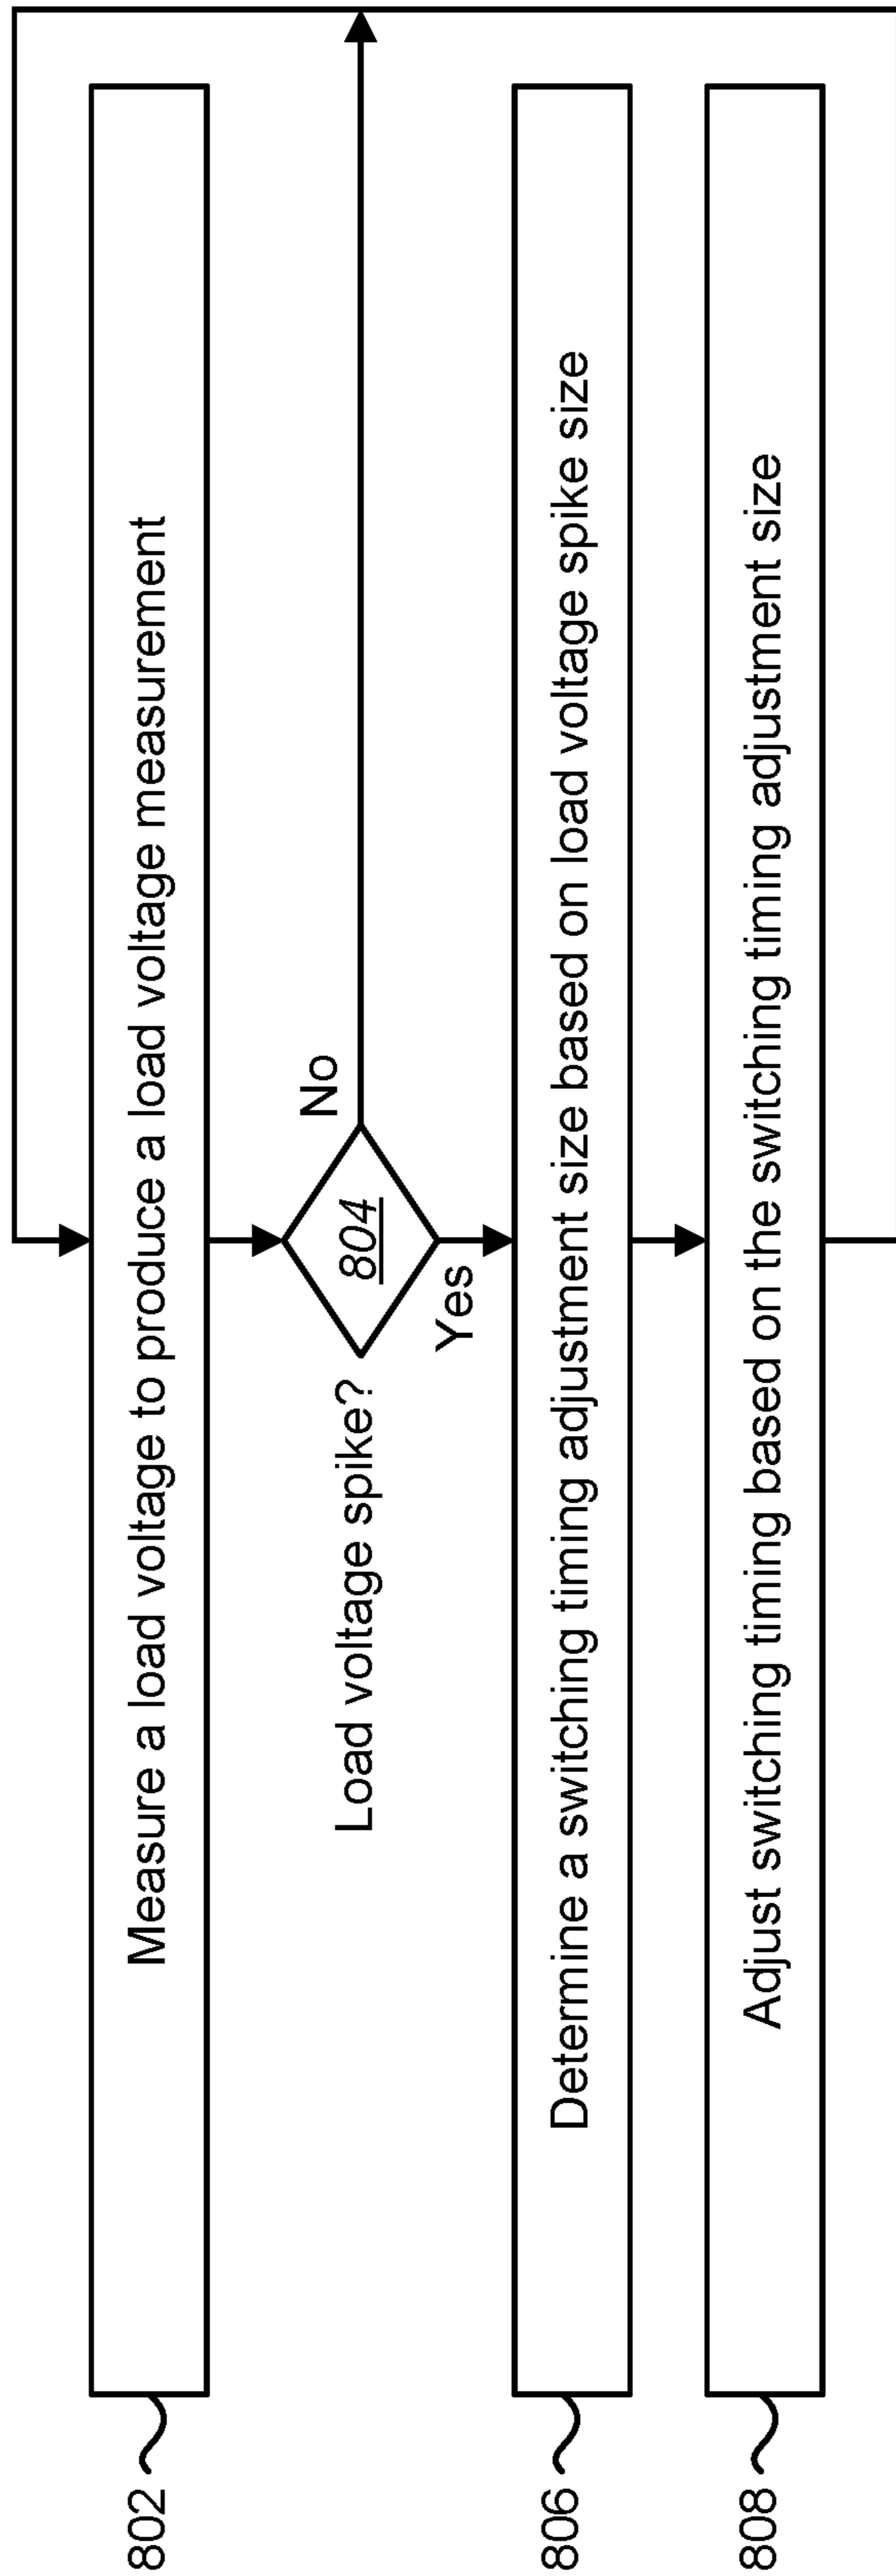 802
Measure a load voltage to produce a load voltage measurement
Load voltage spike?
804
No
Yes
806
Determine a switching timing adjustment size based on load voltage spike size
808
Adjust switching timing based on the switching timing adjustment size